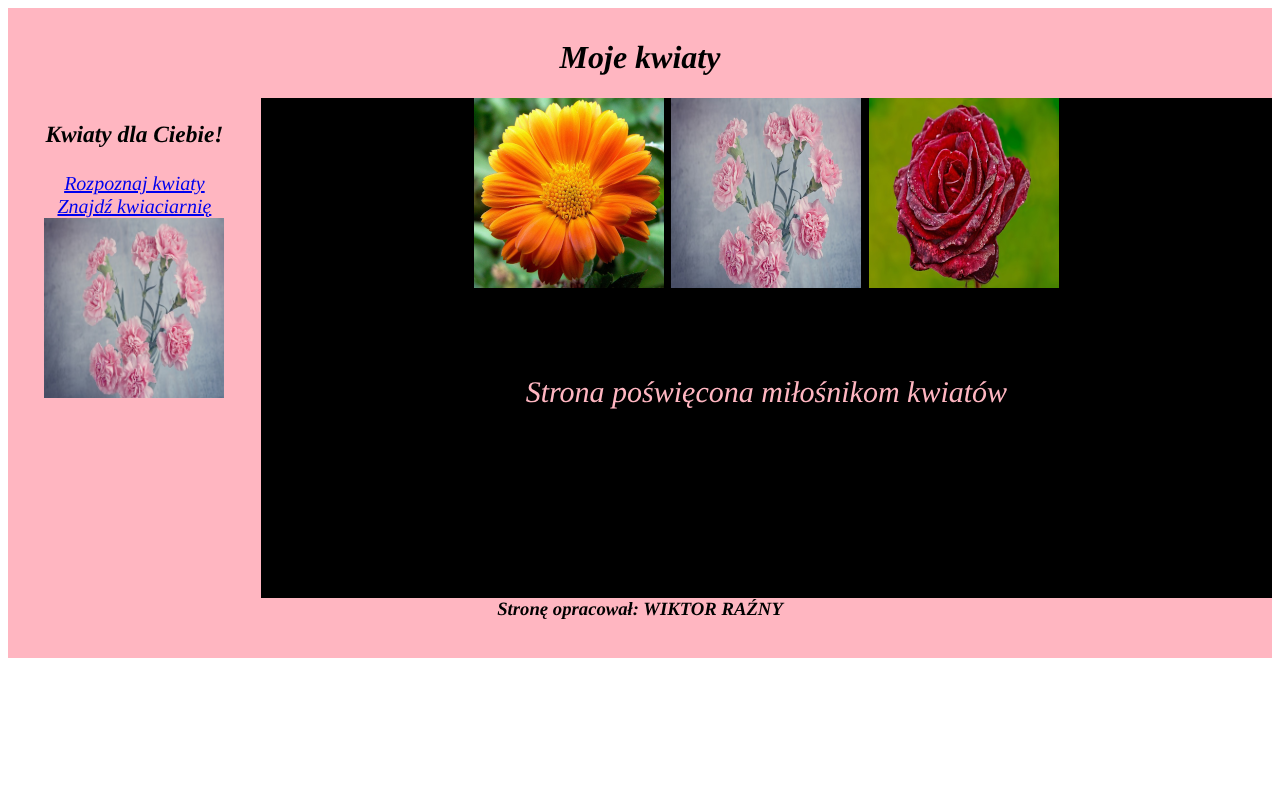 Moje kwiaty
Kwiaty dla Ciebie!
Rozpoznaj kwiaty
Znajdź kwiaciarnię
Strona poświęcona miłośnikom kwiatów
Stronę opracował: WIKTOR RAŹNY